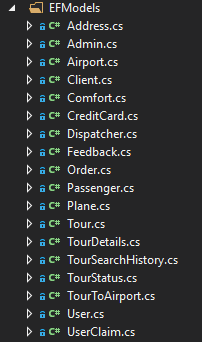 EFModels
C# Address.cs
C# Admin.cs
C# Airport.cs
C# Client.cs
C# Comfort.cs
C# CreditCard.cs
C# Dispatcher.cs
C# Feedback.cs
C# Order.cs
C# Passenger.cs
C# Plane.cs
C# Tour.cs
C# TourDetails.cs
C# TourSearchHistory.cs
C# TourStatus.cs
C# TourToAirport.cs
C# User.cs
C# UserClaim.cs